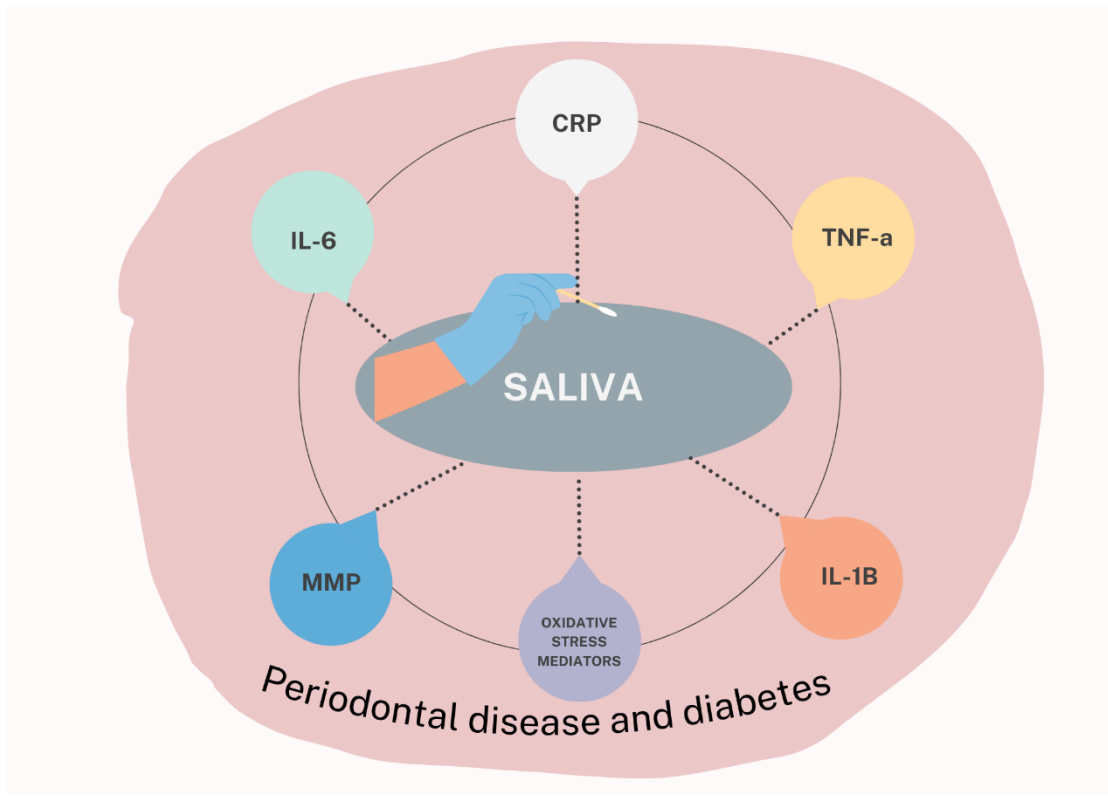 CRP
IL-6
TNF-a
SALIVA
MMP
IL-1B
OXIDATIVE
STRESS
MEDIATORS
Periodontal disease and diabetes